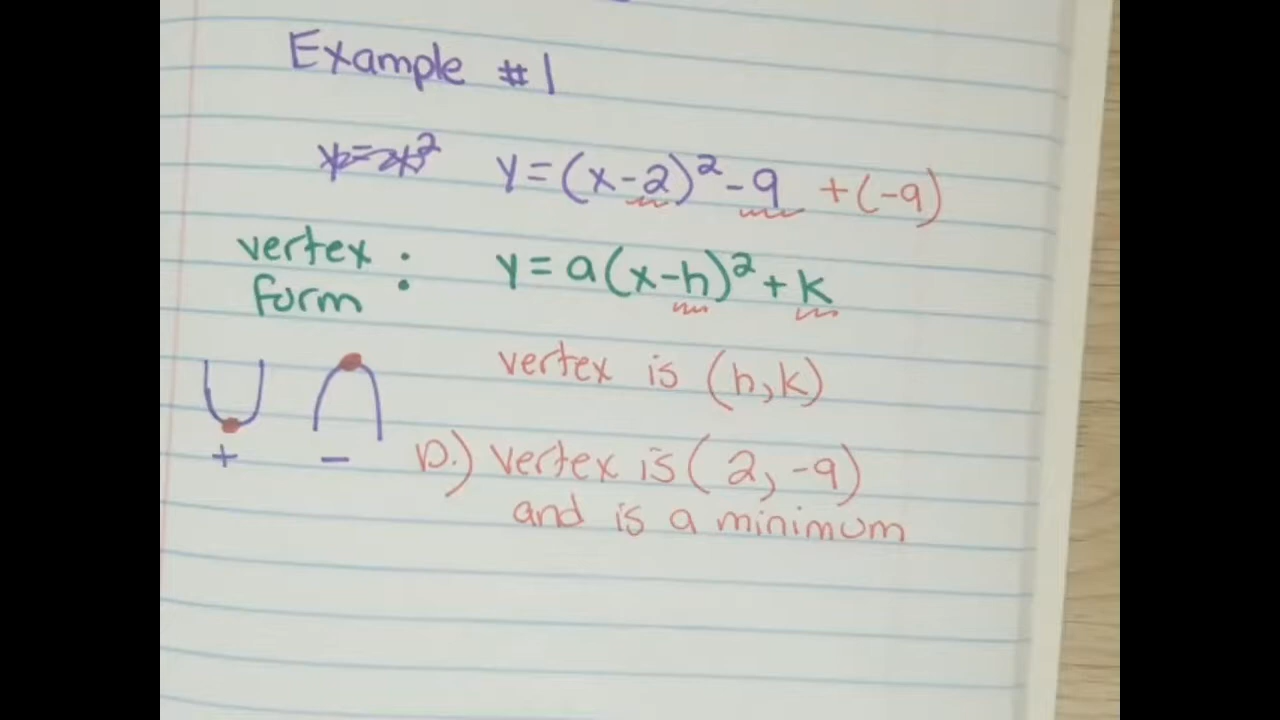 Example #1
y=(x-2)²-9 +(-9)
vertex form : y=a(x-h)²+k
vertex is (h,k)
+ -
D.) vertex is (2,-9)
and is a minimum